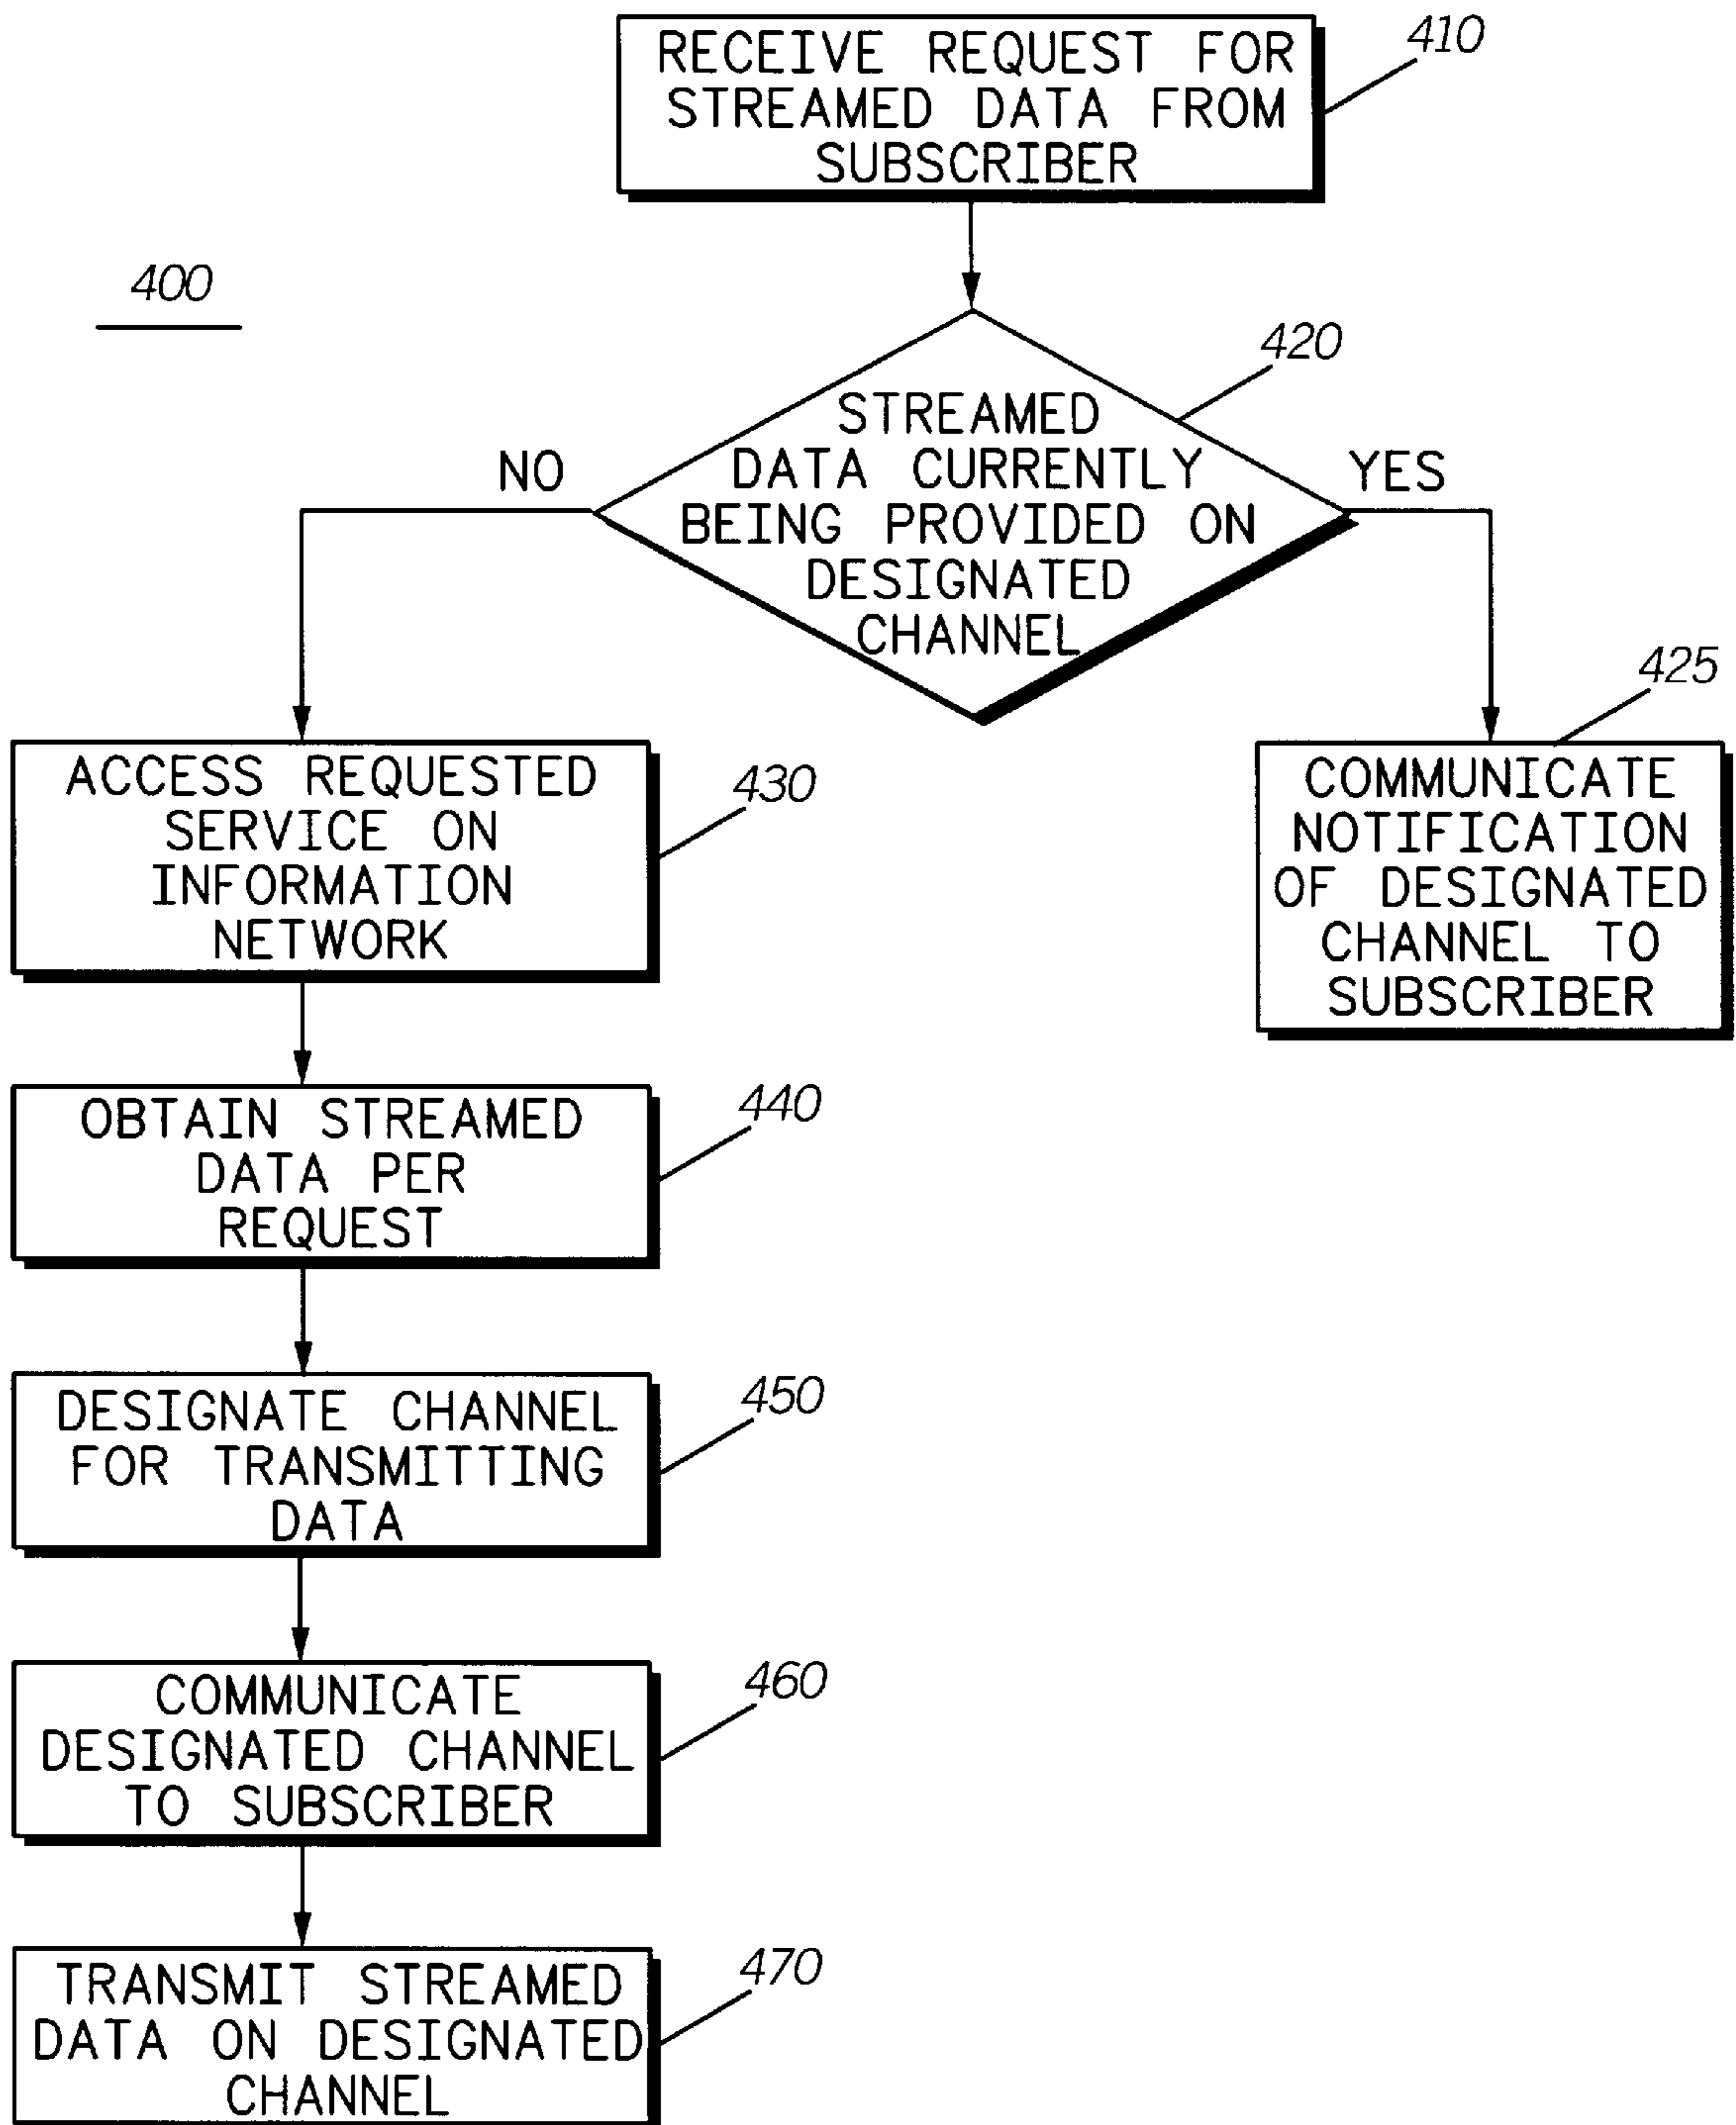 RECEIVE REQUEST FOR
STREAMED DATA FROM
SUBSCRIBER
410
400
420
STREAMED
DATA CURRENTLY
BEING PROVIDED ON
DESIGNATED
CHANNEL
NO
YES
425
COMMUNICATE
NOTIFICATION
OF DESIGNATED
CHANNEL TO
SUBSCRIBER
ACCESS REQUESTED
SERVICE ON
INFORMATION
NETWORK
430
OBTAIN STREAMED
DATA PER
REQUEST
440
DESIGNATE CHANNEL
FOR TRANSMITTING
DATA
450
COMMUNICATE
DESIGNATED CHANNEL
TO SUBSCRIBER
460
TRANSMIT STREAMED
DATA ON DESIGNATED
CHANNEL
470